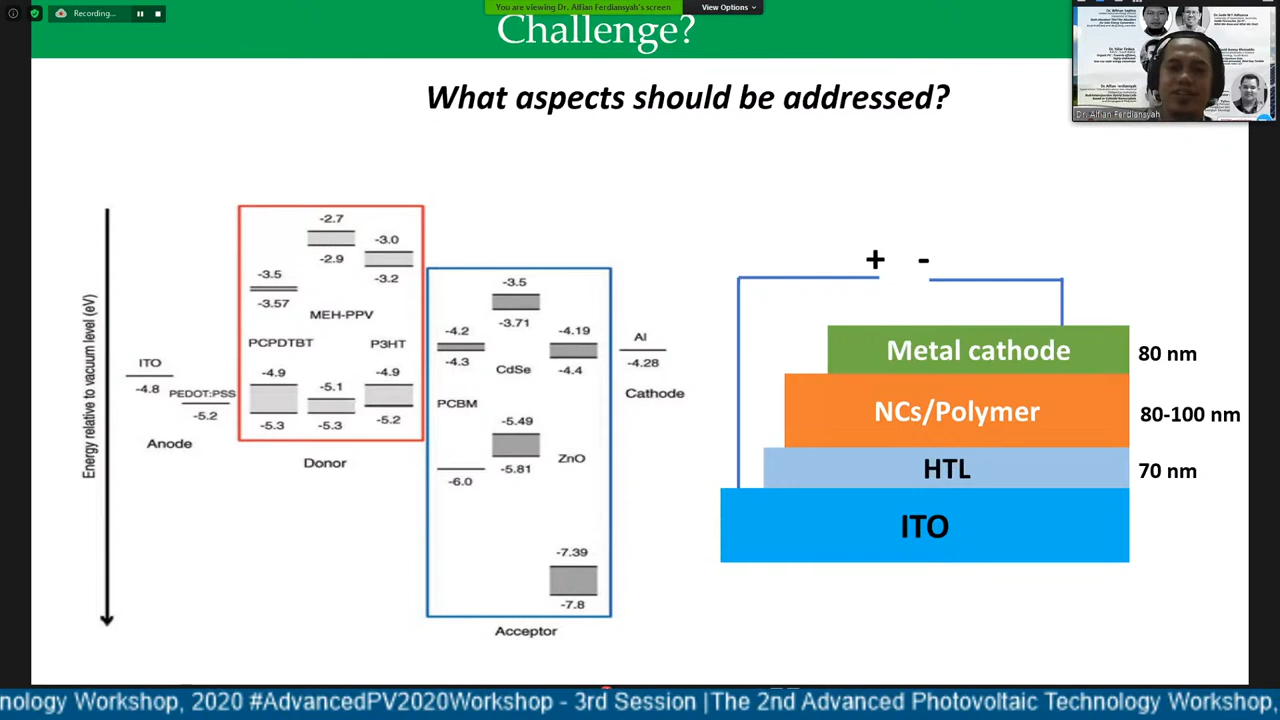 Recording...
You are viewing Dr. Alfian Ferdiansyah's screen
View Options
Challenge?
What aspects should be addressed?
Dr. Alfian Ferdiansyah
Energy relative to vacuum level (eV)
ITO
-4.8
PEDOT:PSS
-5.2
Anode
-2.7
-2.9
-3.0
-3.2
-3.5
-3.57
MEH-PPV
PCPDTBT
P3HT
-4.9
-5.1
-4.9
-5.3
-5.3
-5.2
Donor
-3.5
-3.71
-4.2
-4.3
-4.19
-4.4
CdSe
PCBM
-5.49
-5.81
-6.0
ZnO
-7.39
-7.8
Acceptor
Al
-4.28
Cathode
+ -
Metal cathode
80 nm
NCs/Polymer
80-100 nm
HTL
70 nm
ITO
nology Workshop, 2020 #AdvancedPV2020Workshop - 3rd Session |The 2nd Advanced Photovoltaic Technology Workshop,